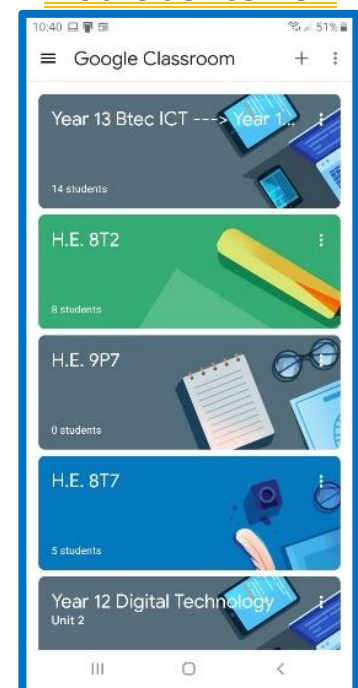 10:40 51%
Google Classroom
Year 13 Btec ICT ---> Year 1...
14 students
H.E. 8T2
8 students
H.E. 9P7
0 students
H.E. 8T7
5 students
Year 12 Digital Technology
Unit 2